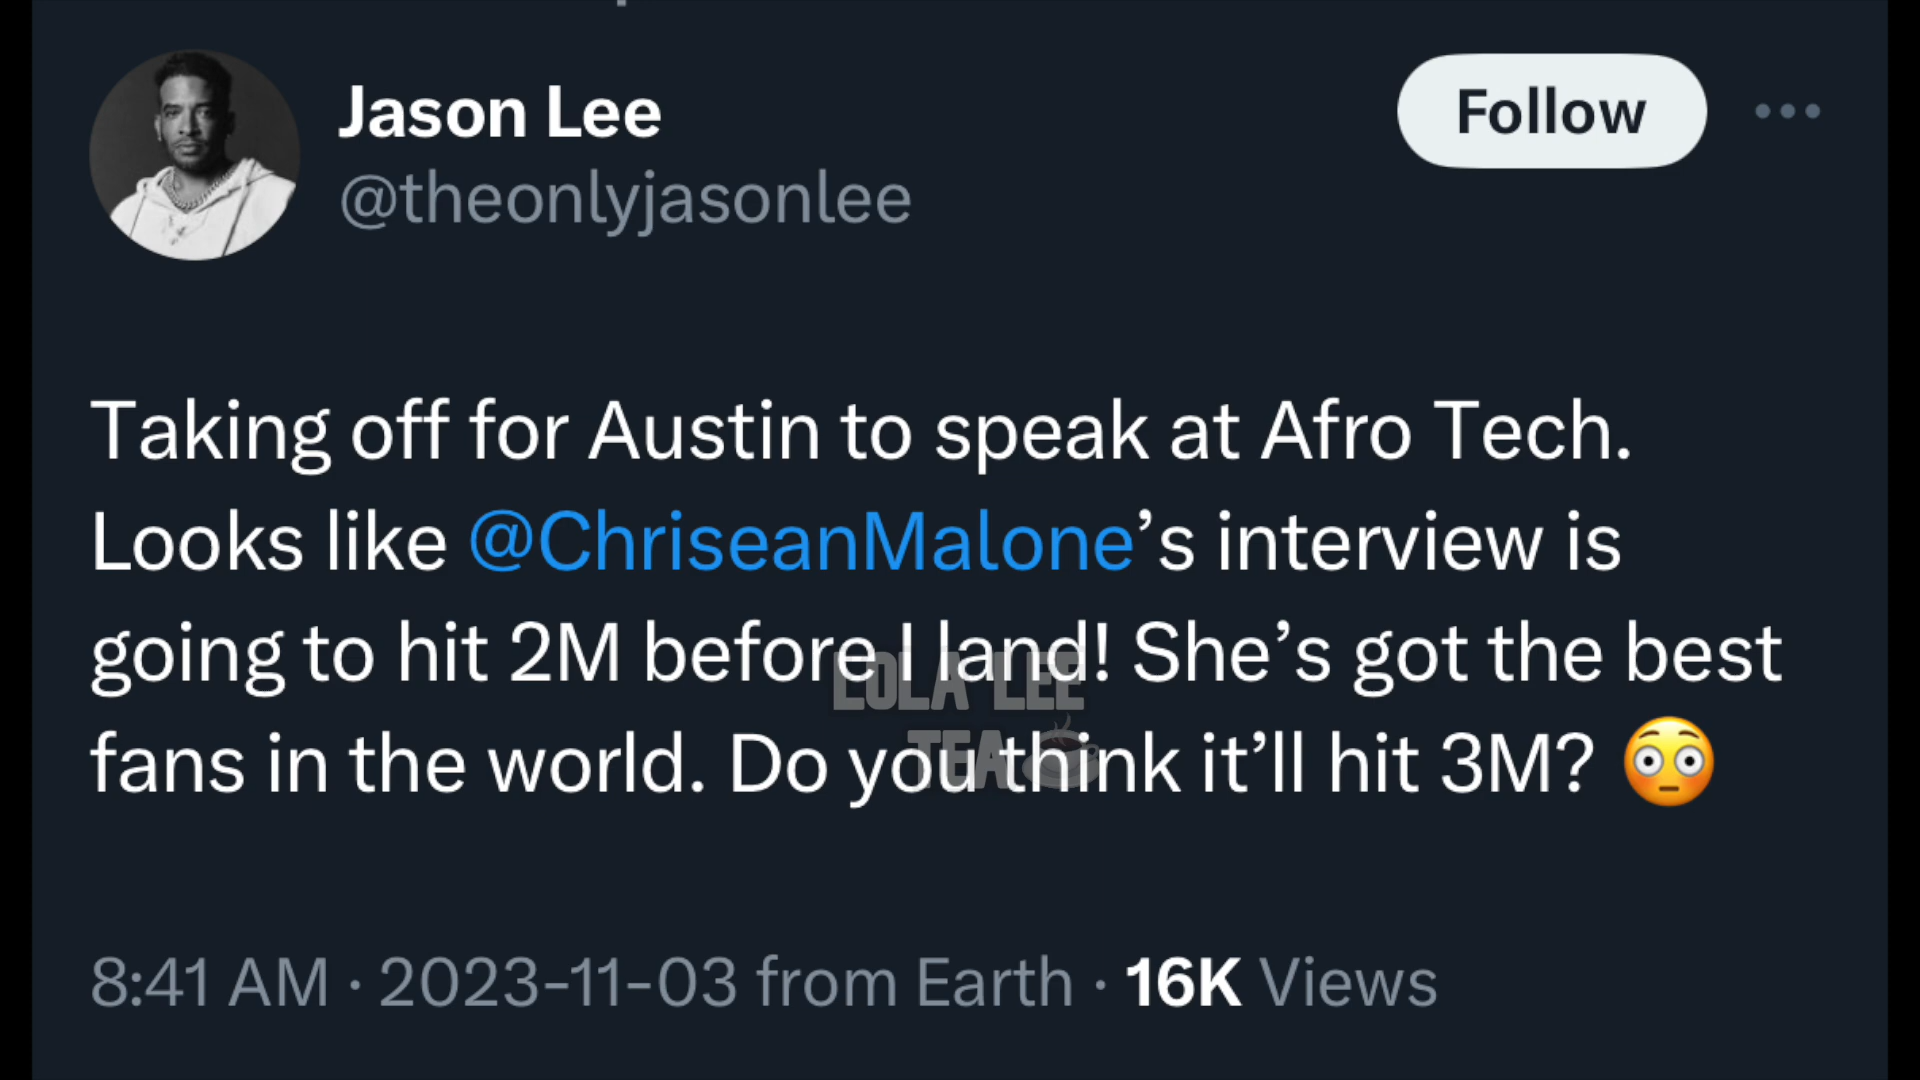 Jason Lee
@theonlyjasonlee
Follow
Taking off for Austin to speak at Afro Tech.
Looks like @ChriseanMalone’s interview is
going to hit 2M before I land! She’s got the best
fans in the world. Do you think it’ll hit 3M? 😳
LOLA LEE
TEA
8:41 AM · 2023-11-03 from Earth · 16K Views